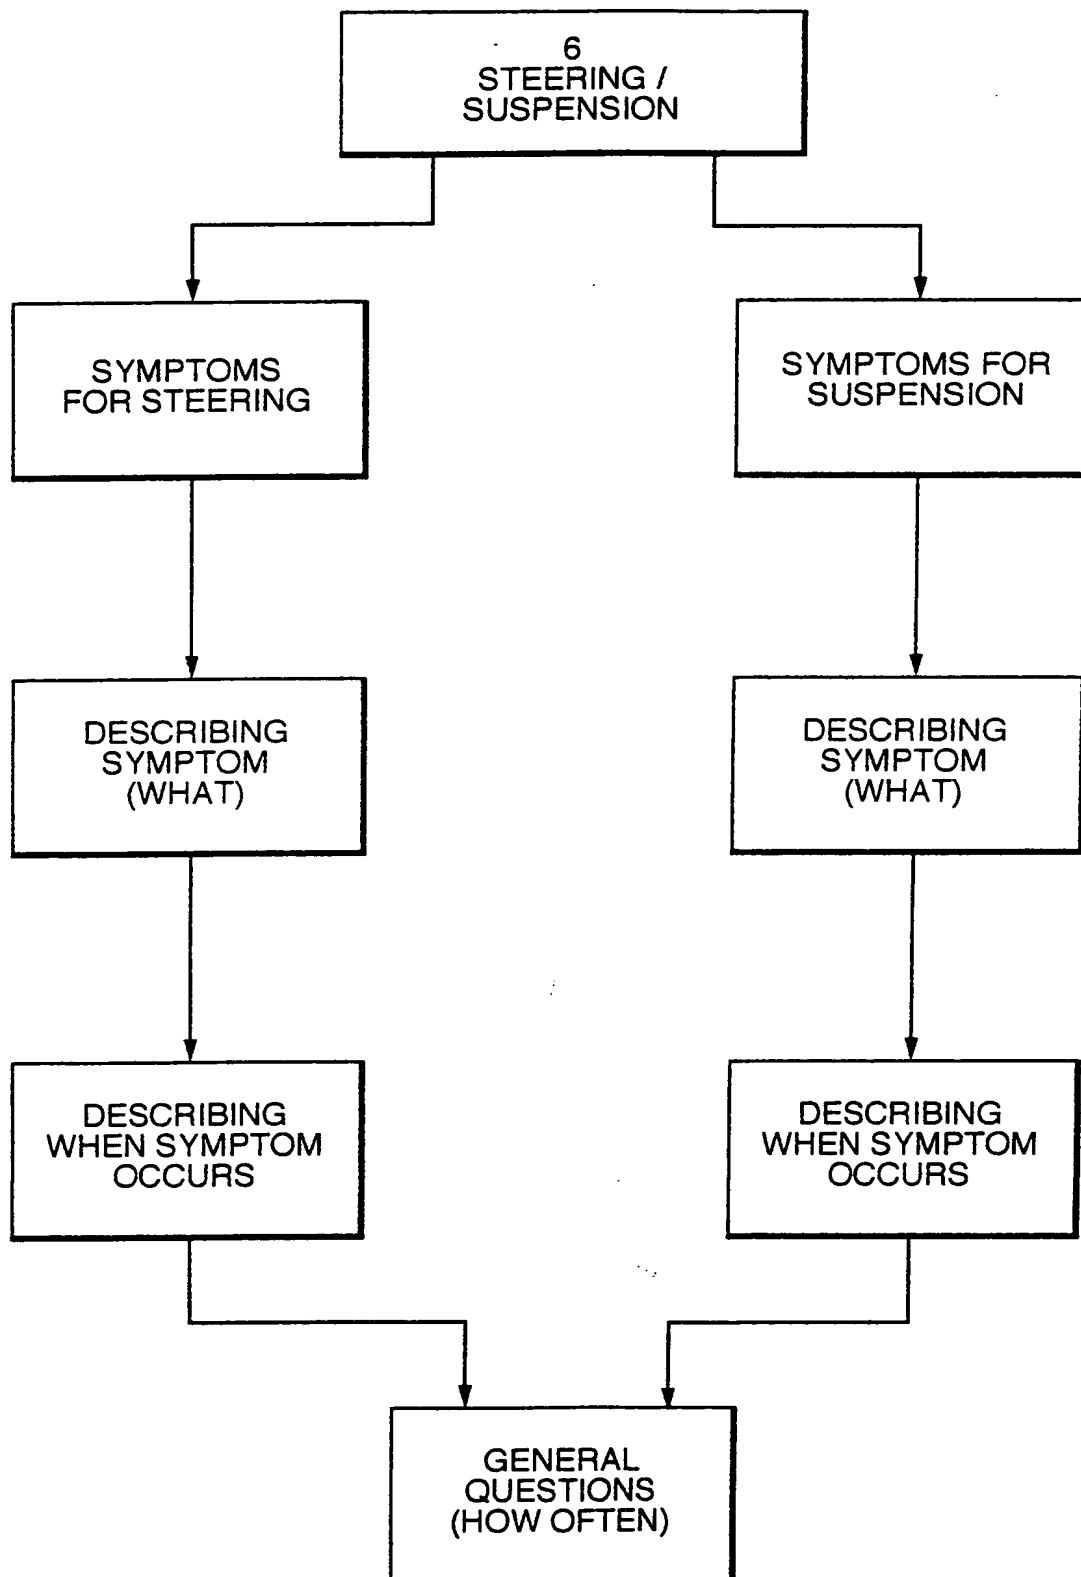 6
STEERING /
SUSPENSION
SYMPTOMS
FOR STEERING
SYMPTOMS FOR
SUSPENSION
DESCRIBING
SYMPTOM
(WHAT)
DESCRIBING
SYMPTOM
(WHAT)
DESCRIBING
WHEN SYMPTOM
OCCURS
DESCRIBING
WHEN SYMPTOM
OCCURS
GENERAL
QUESTIONS
(HOW OFTEN)